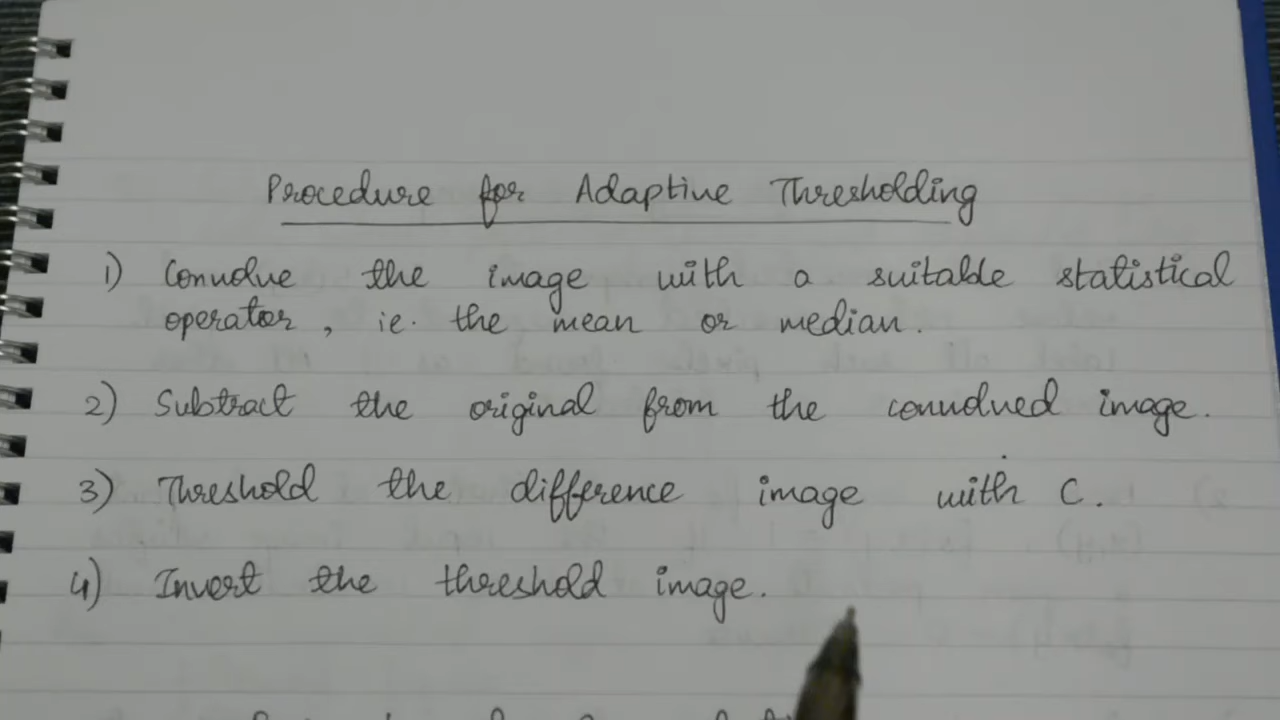 Procedure for Adaptive Thresholding
1) Convolve the image with a suitable statistical
operator, ie. the mean or median.
2) Subtract the original from the convolved image.
3) Threshold the difference image with C.
4) Invert the threshold image.